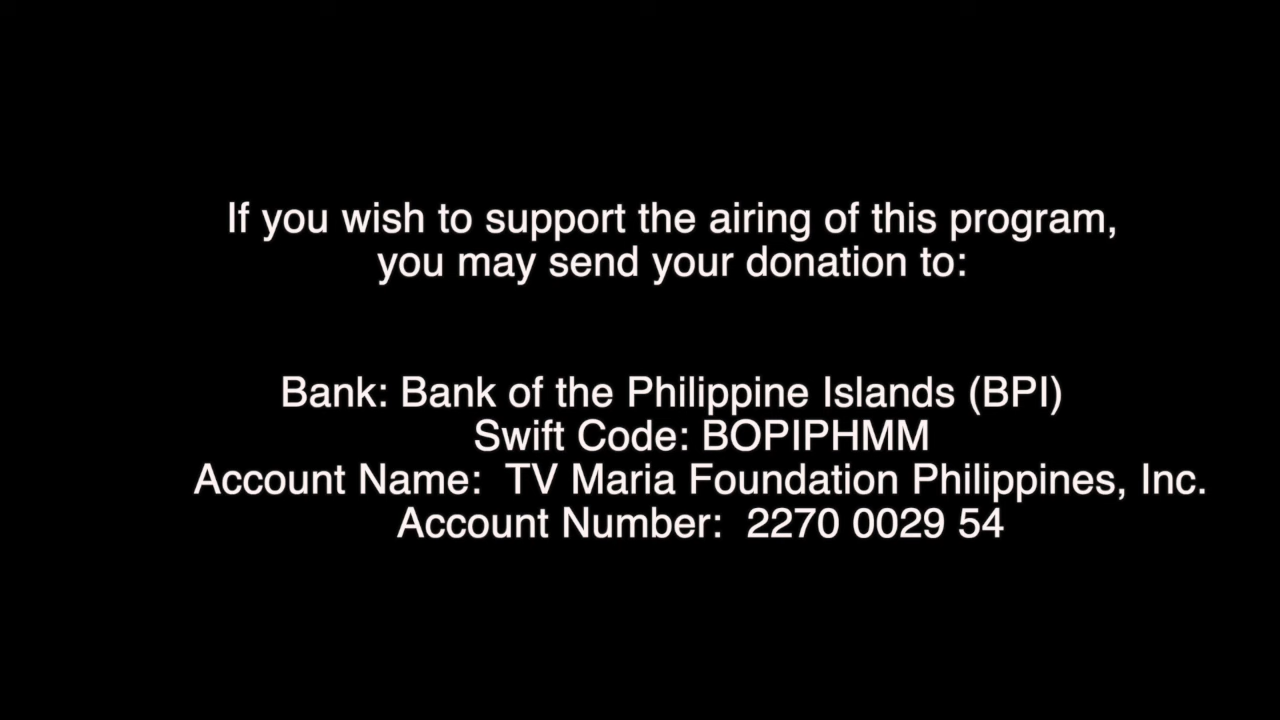 If you wish to support the airing of this program,
you may send your donation to:
Bank: Bank of the Philippine Islands (BPI)
Swift Code: BOPIPHMM
Account Name:  TV Maria Foundation Philippines, Inc.
Account Number:  2270 0029 54